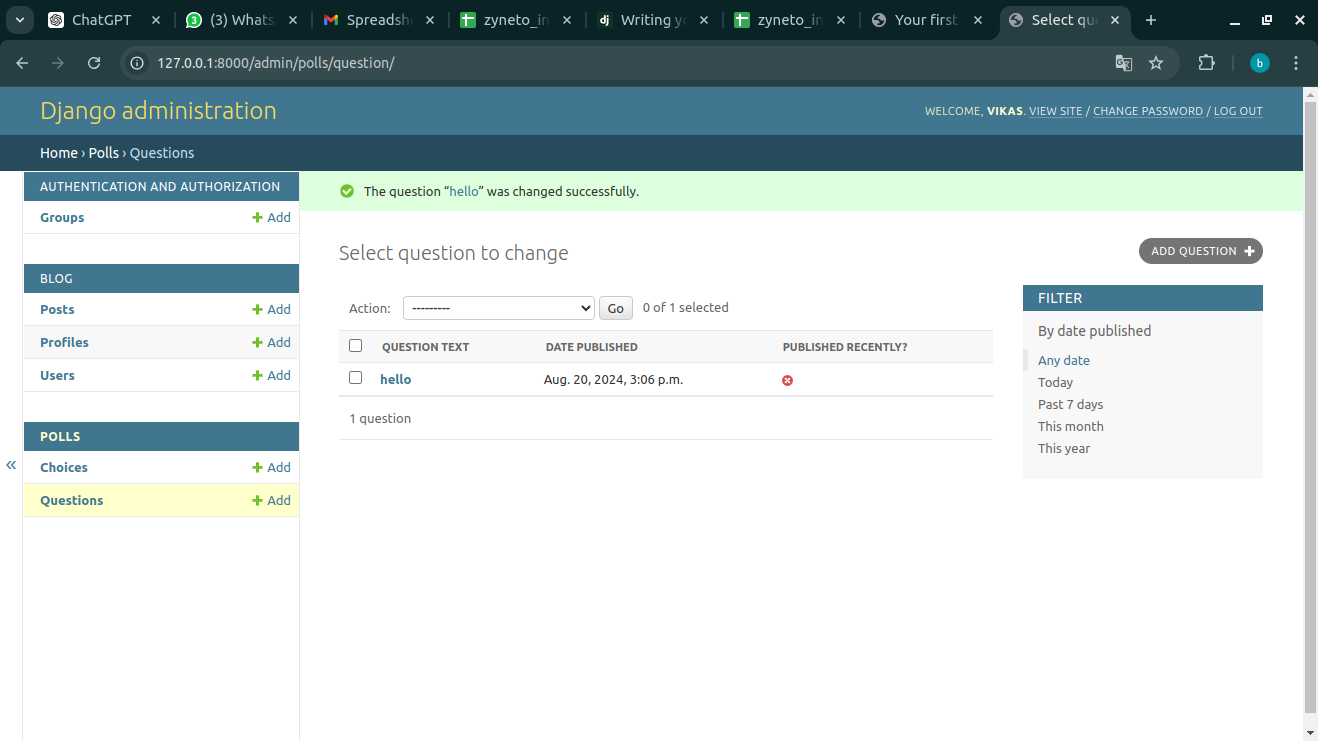 ChatGPT
(3) Whats
Spreadsh
zyneto_in
Writing yo
zyneto_in
Your first
Select qu
127.0.0.1:8000/admin/polls/question/
b
Django administration
WELCOME, VIKAS. VIEW SITE / CHANGE PASSWORD / LOG OUT
Home › Polls › Questions
AUTHENTICATION AND AUTHORIZATION
Groups + Add
BLOG
Posts + Add
Profiles + Add
Users + Add
POLLS
Choices + Add
Questions + Add
«
The question “hello” was changed successfully.
Select question to change
ADD QUESTION +
Action: --------- Go 0 of 1 selected
QUESTION TEXT DATE PUBLISHED PUBLISHED RECENTLY?
hello Aug. 20, 2024, 3:06 p.m.
1 question
FILTER
By date published
Any date
Today
Past 7 days
This month
This year